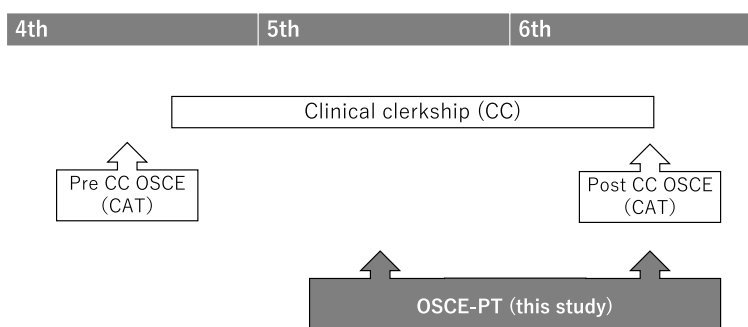 4th 5th 6th
Clinical clerkship (CC)
Pre CC OSCE
(CAT)
Post CC OSCE
(CAT)
OSCE-PT (this study)